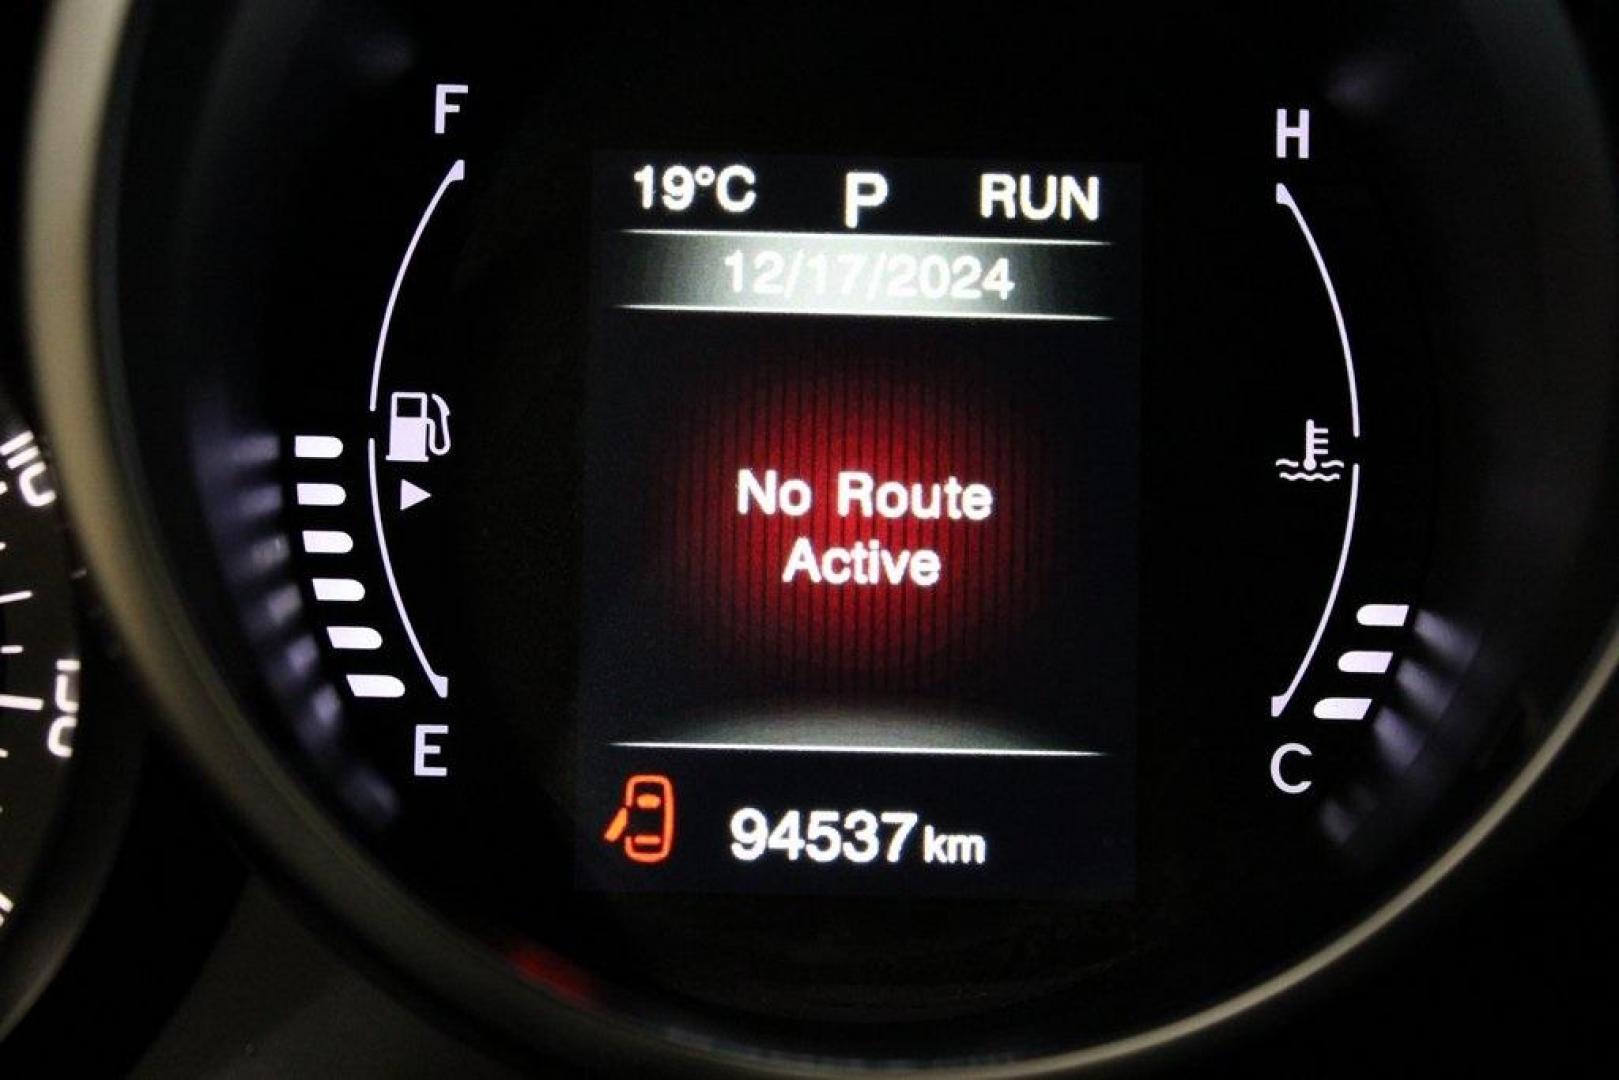 F
H
19°C P RUN
12/17/2024
No Route
Active
E
C
94537 km